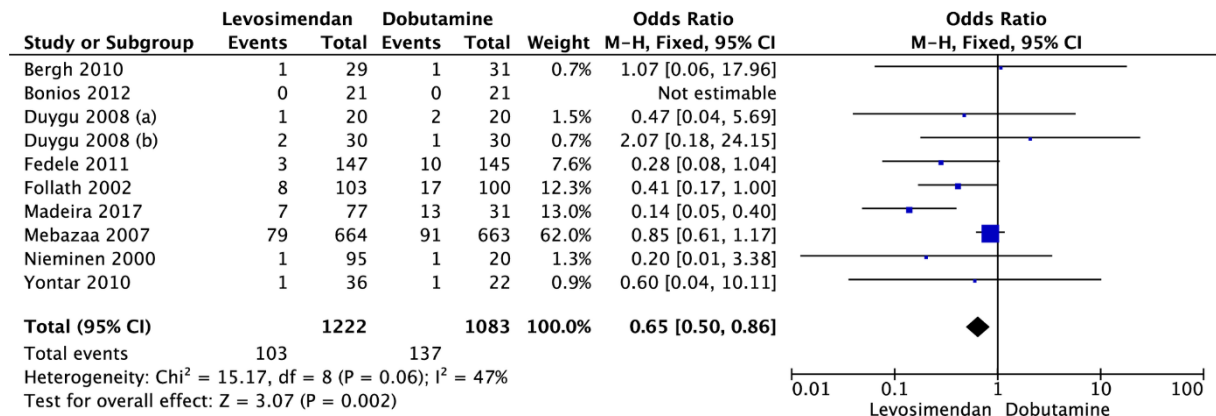 Levosimendan Dobutamine Odds Ratio Odds Ratio
Study or Subgroup Events Total Events Total Weight M-H, Fixed, 95% CI M-H, Fixed, 95% CI
Bergh 2010 1 29 1 31 0.7% 1.07 [0.06, 17.96]
Bonios 2012 0 21 0 21 Not estimable
Duygu 2008 (a) 1 20 2 20 1.5% 0.47 [0.04, 5.69]
Duygu 2008 (b) 2 30 1 30 0.7% 2.07 [0.18, 24.15]
Fedele 2011 3 147 10 145 7.6% 0.28 [0.08, 1.04]
Follath 2002 8 103 17 100 12.3% 0.41 [0.17, 1.00]
Madeira 2017 7 77 13 31 13.0% 0.14 [0.05, 0.40]
Mebazaa 2007 79 664 91 663 62.0% 0.85 [0.61, 1.17]
Nieminen 2000 1 95 1 20 1.3% 0.20 [0.01, 3.38]
Yontar 2010 1 36 1 22 0.9% 0.60 [0.04, 10.11]
Total (95% CI) 1222 1083 100.0% 0.65 [0.50, 0.86]
Total events 103 137
Heterogeneity: Chi² = 15.17, df = 8 (P = 0.06); I² = 47%
Test for overall effect: Z = 3.07 (P = 0.002)
0.01 0.1 1 10 100
Levosimendan Dobutamine